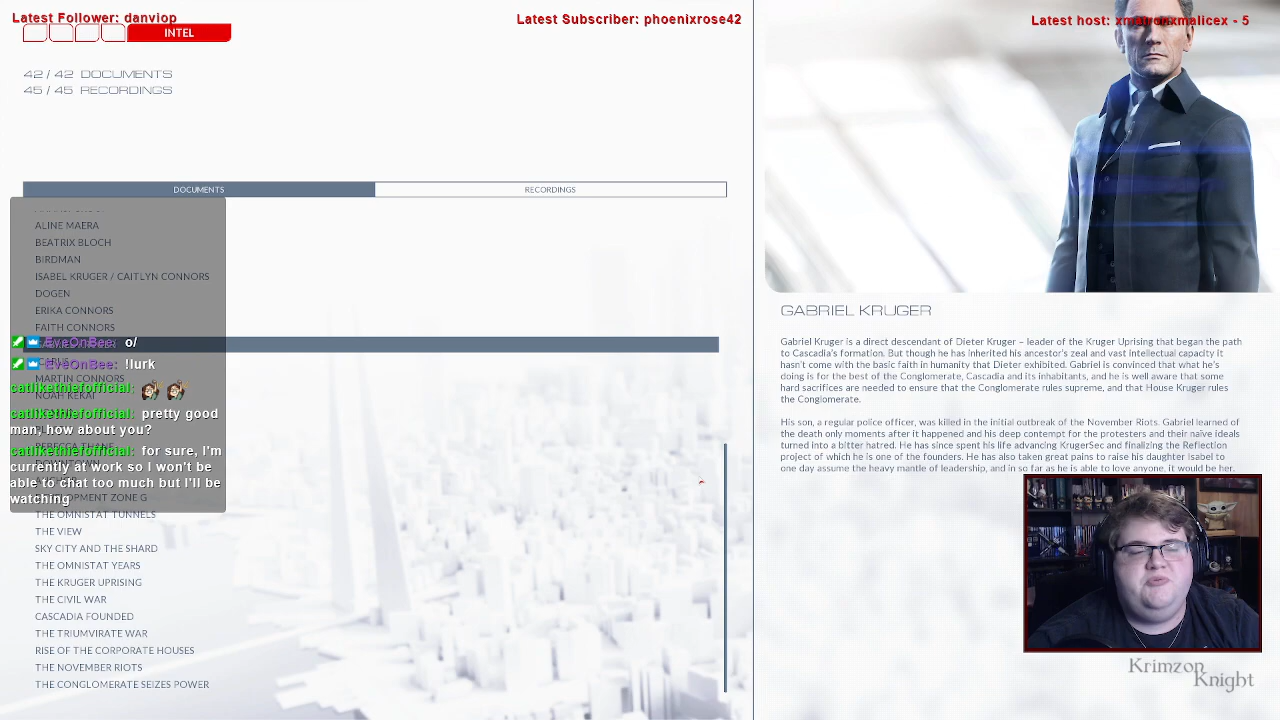 Latest Follower: danviop
Latest Subscriber: phoenixrose42
Latest host: - 5
INTEL
42 / 42 DOCUMENTS
45 / 45 RECORDINGS
DOCUMENTS
RECORDINGS
ALINE MAERA
BEATRIX BLOCH
BIRDMAN
ISABEL KRUGER / CAITLYN CONNORS
DOGEN
ERIKA CONNORS
FAITH CONNORS
EveOnBee: o/
EveOnBee: !lurk
MARTIN CONNORS
catlikethiefofficial:
NOAH KEKAI
catlikethiefofficial: pretty good
man, how about you?
REBECCA THANE
catlikethiefofficial: for sure, I'm
currently at work so I won't be
able to chat too much but I'll be
watching
ZONE G
THE OMNISTAT TUNNELS
THE VIEW
SKY CITY AND THE SHARD
THE OMNISTAT YEARS
THE KRUGER UPRISING
THE CIVIL WAR
CASCADIA FOUNDED
THE TRIUMVIRATE WAR
RISE OF THE CORPORATE HOUSES
THE NOVEMBER RIOTS
THE CONGLOMERATE SEIZES POWER
GABRIEL KRUGER
Gabriel Kruger is a direct descendant of Dieter Kruger – leader of the Kruger Uprising that began the path
to Cascadia's formation. But though he has inherited his ancestor's zeal and vast intellectual capacity it
hasn't come with the basic faith in humanity that Dieter exhibited. Gabriel is convinced that what he's
doing is for the best of the Conglomerate, Cascadia and its inhabitants, and he is well aware that some
hard sacrifices are needed to ensure that the Conglomerate rules supreme, and that House Kruger rules
the Conglomerate.
His son, a regular police officer, was killed in the initial outbreak of the November Riots. Gabriel learned of
the death only moments after it happened and his deep contempt for the protesters and their naïve ideals
turned into a bitter hatred. He has since spent his life advancing KrugerSec and finalizing the Reflection
project of which he is one of the founders. He has also taken great pains to raise his daughter Isabel to
one day assume the heavy mantle of leadership, and in so far as he is able to love anyone, it would be her.
Krimzon
Knight